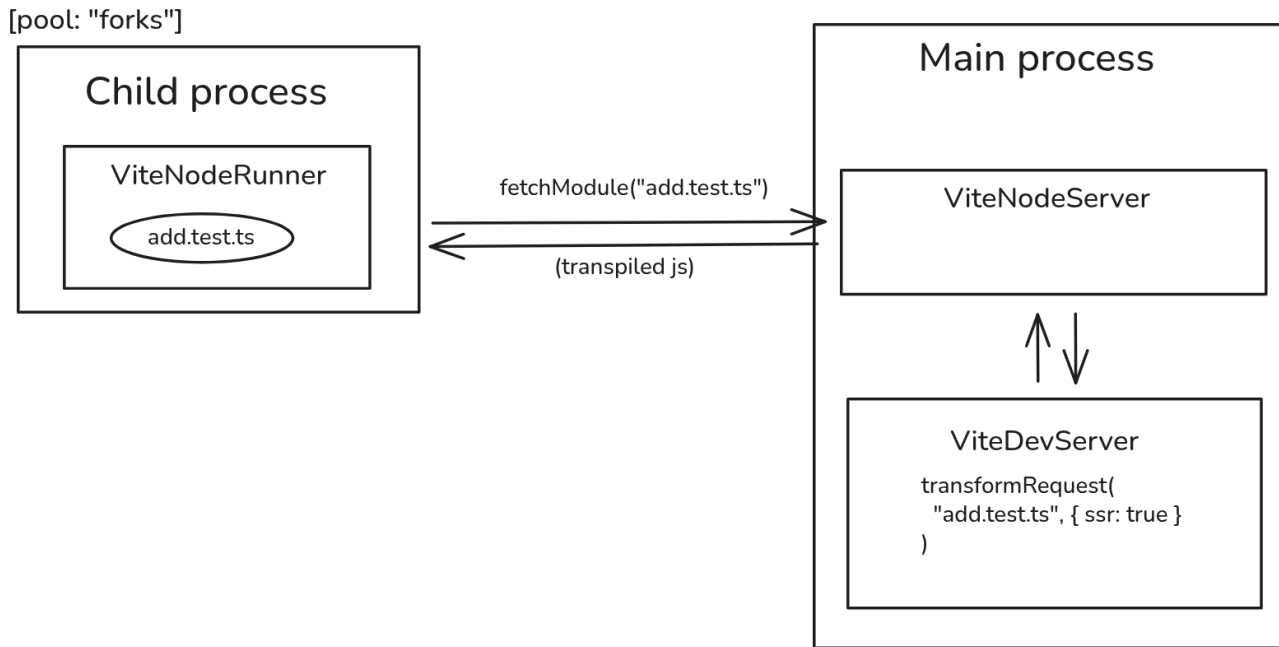 [pool: "forks"]
Child process
ViteNodeRunner
add.test.ts
fetchModule("add.test.ts")
(transpiled js)
Main process
ViteNodeServer
ViteDevServer
transformRequest(
"add.test.ts", { ssr: true }
)